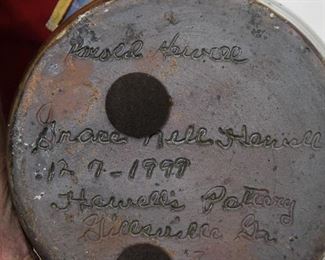 Harold Hewell
Grace Nell Hewell
12 7-1999
Hewell's Pottery
Gillsville Ga.